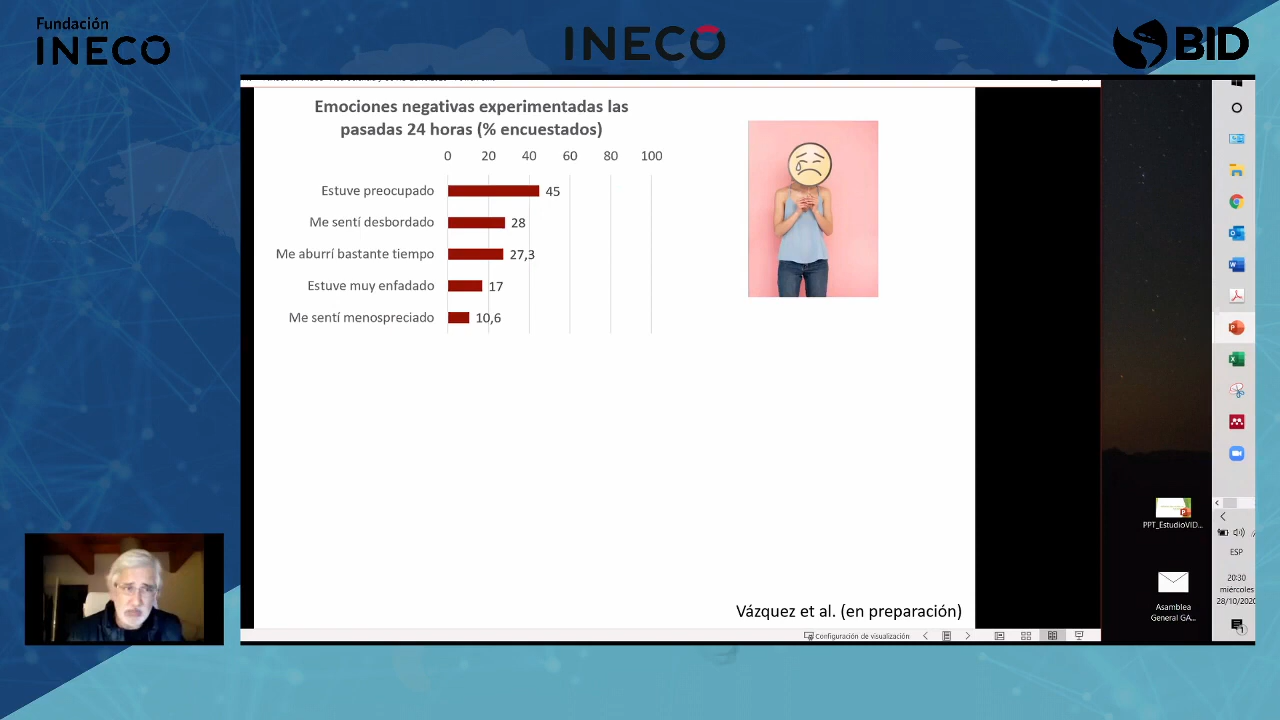 Fundación
INECO
INECO
BID
Emociones negativas experimentadas las
pasadas 24 horas (% encuestados)
0 20 40 60 80 100
Estuve preocupado 45
Me sentí desbordado 28
Me aburrí bastante tiempo 27,3
Estuve muy enfadado 17
Me sentí menospreciado 10,6
Vázquez et al. (en preparación)
Configuración de visualización
PPT_EstudioVID...
Asamblea
General GA...
ESP
20:30
miércoles
28/10/2020